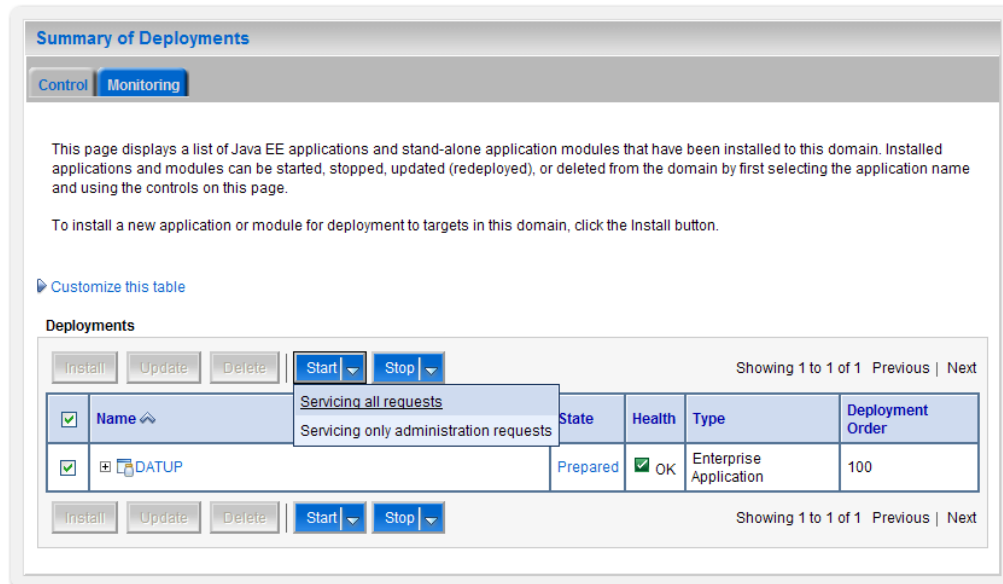 Summary of Deployments
Control Monitoring
This page displays a list of Java EE applications and stand-alone application modules that have been installed to this domain. Installed
applications and modules can be started, stopped, updated (redeployed), or deleted from the domain by first selecting the application name
and using the controls on this page.
To install a new application or module for deployment to targets in this domain, click the Install button.
Customize this table
Deployments
Install Update Delete Start Stop Showing 1 to 1 of 1 Previous | Next
Servicing all requests
Servicing only administration requests
Name State Health Type Deployment
Order
DATUP Prepared OK Enterprise
Application 100
Install Update Delete Start Stop Showing 1 to 1 of 1 Previous | Next